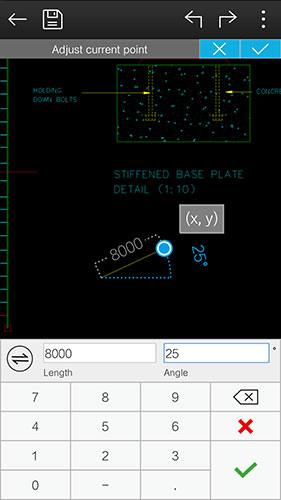 Adjust current point
HOLDING
DOWN BOLTS
CONCRE
STIFFENED BASE PLATE
DETAIL (1:10)
(x, y)
8000
25°
8000
25
°
Length
Angle
7 8 9
4 5 6
1 2 3
0 - .